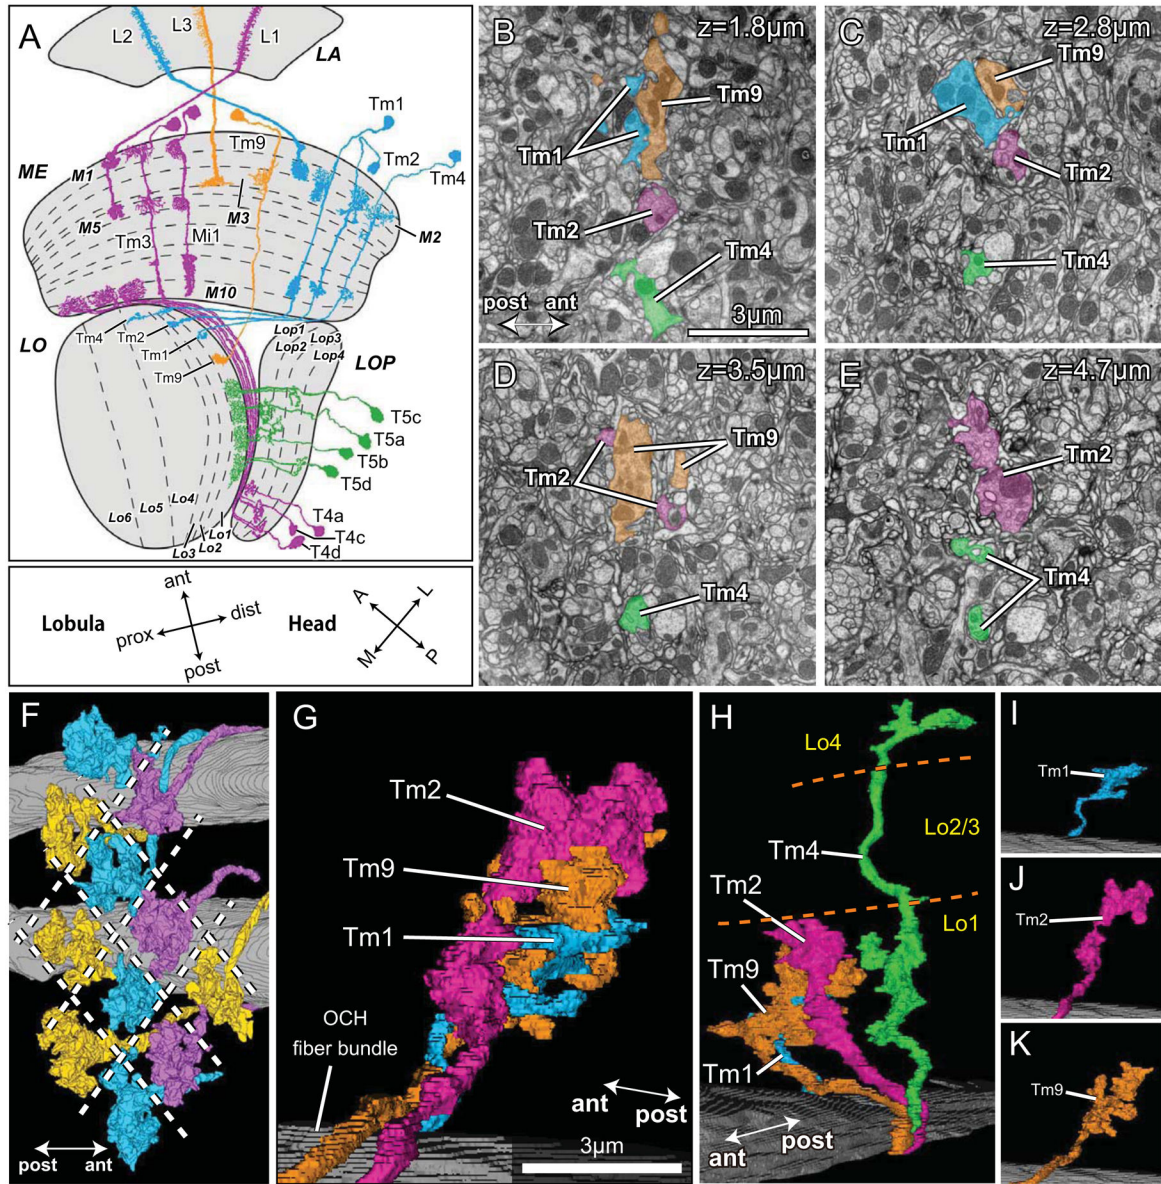 A
L2
L3
L1
LA
Tm1
Tm9
Tm2
Tm4
ME
M1
M5
M3
M2
Tm3
Mi1
M10
LO
Tm4
Tm2
Tm1
Tm9
Lop1
Lop2
Lop3
Lop4
LOP
T5c
T5a
T5b
T5d
Lo6
Lo5
Lo4
Lo3
Lo2
Lo1
T4a
T4c
T4d
Lobula
ant
prox
dist
post
Head
A
L
M
P
B
z=1.8µm
Tm9
Tm1
Tm2
Tm4
post ant
3µm
C
z=2.8µm
Tm9
Tm1
Tm2
Tm4
D
z=3.5µm
Tm9
Tm2
Tm4
E
z=4.7µm
Tm2
Tm4
F
post ant
G
Tm2
Tm9
Tm1
OCH
fiber bundle
ant
post
3µm
H
Lo4
Lo2/3
Tm4
Tm2
Lo1
Tm9
Tm1
ant
post
I
Tm1
J
Tm2
K
Tm9